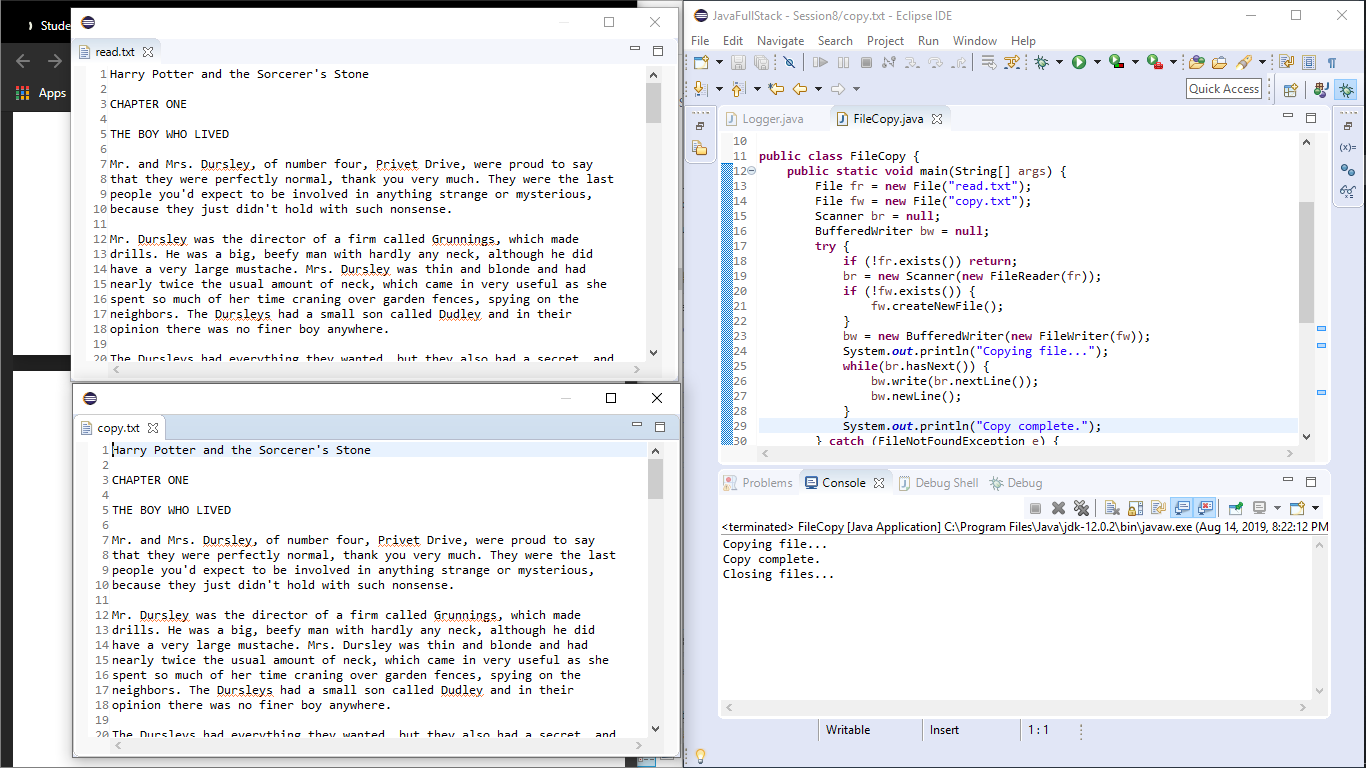 Stude
Apps
read.txt
1 Harry Potter and the Sorcerer's Stone
2
3 CHAPTER ONE
4
5 THE BOY WHO LIVED
6
7 Mr. and Mrs. Dursley, of number four, Privet Drive, were proud to say
8 that they were perfectly normal, thank you very much. They were the last
9 people you'd expect to be involved in anything strange or mysterious,
10 because they just didn't hold with such nonsense.
11
12 Mr. Dursley was the director of a firm called Grunnings, which made
13 drills. He was a big, beefy man with hardly any neck, although he did
14 have a very large mustache. Mrs. Dursley was thin and blonde and had
15 nearly twice the usual amount of neck, which came in very useful as she
16 spent so much of her time craning over garden fences, spying on the
17 neighbors. The Dursleys had a small son called Dudley and in their
18 opinion there was no finer boy anywhere.
19
20 The Dursleys had everything they wanted, but they also had a secret, and
copy.txt
1 Harry Potter and the Sorcerer's Stone
2
3 CHAPTER ONE
4
5 THE BOY WHO LIVED
6
7 Mr. and Mrs. Dursley, of number four, Privet Drive, were proud to say
8 that they were perfectly normal, thank you very much. They were the last
9 people you'd expect to be involved in anything strange or mysterious,
10 because they just didn't hold with such nonsense.
11
12 Mr. Dursley was the director of a firm called Grunnings, which made
13 drills. He was a big, beefy man with hardly any neck, although he did
14 have a very large mustache. Mrs. Dursley was thin and blonde and had
15 nearly twice the usual amount of neck, which came in very useful as she
16 spent so much of her time craning over garden fences, spying on the
17 neighbors. The Dursleys had a small son called Dudley and in their
18 opinion there was no finer boy anywhere.
19
20 The Dursleys had everything they wanted, but they also had a secret, and
JavaFullStack - Session8/copy.txt - Eclipse IDE
File Edit Navigate Search Project Run Window Help
Quick Access
Logger.java FileCopy.java
10
11 public class FileCopy {
12 public static void main(String[] args) {
13 File fr = new File("read.txt");
14 File fw = new File("copy.txt");
15 Scanner br = null;
16 BufferedWriter bw = null;
17 try {
18 if (!fr.exists()) return;
19 br = new Scanner(new FileReader(fr));
20 if (!fw.exists()) {
21 fw.createNewFile();
22 }
23 bw = new BufferedWriter(new FileWriter(fw));
24 System.out.println("Copying file...");
25 while(br.hasNext()) {
26 bw.write(br.nextLine());
27 bw.newLine();
28 }
29 System.out.println("Copy complete.");
30 } catch (FileNotFoundException e) {
Problems Console Debug Shell Debug
<terminated> FileCopy [Java Application] C:\Program Files\Java\jdk-12.0.2\bin\javaw.exe (Aug 14, 2019, 8:22:12 PM
Copying file...
Copy complete.
Closing files...
Writable Insert 1 : 1